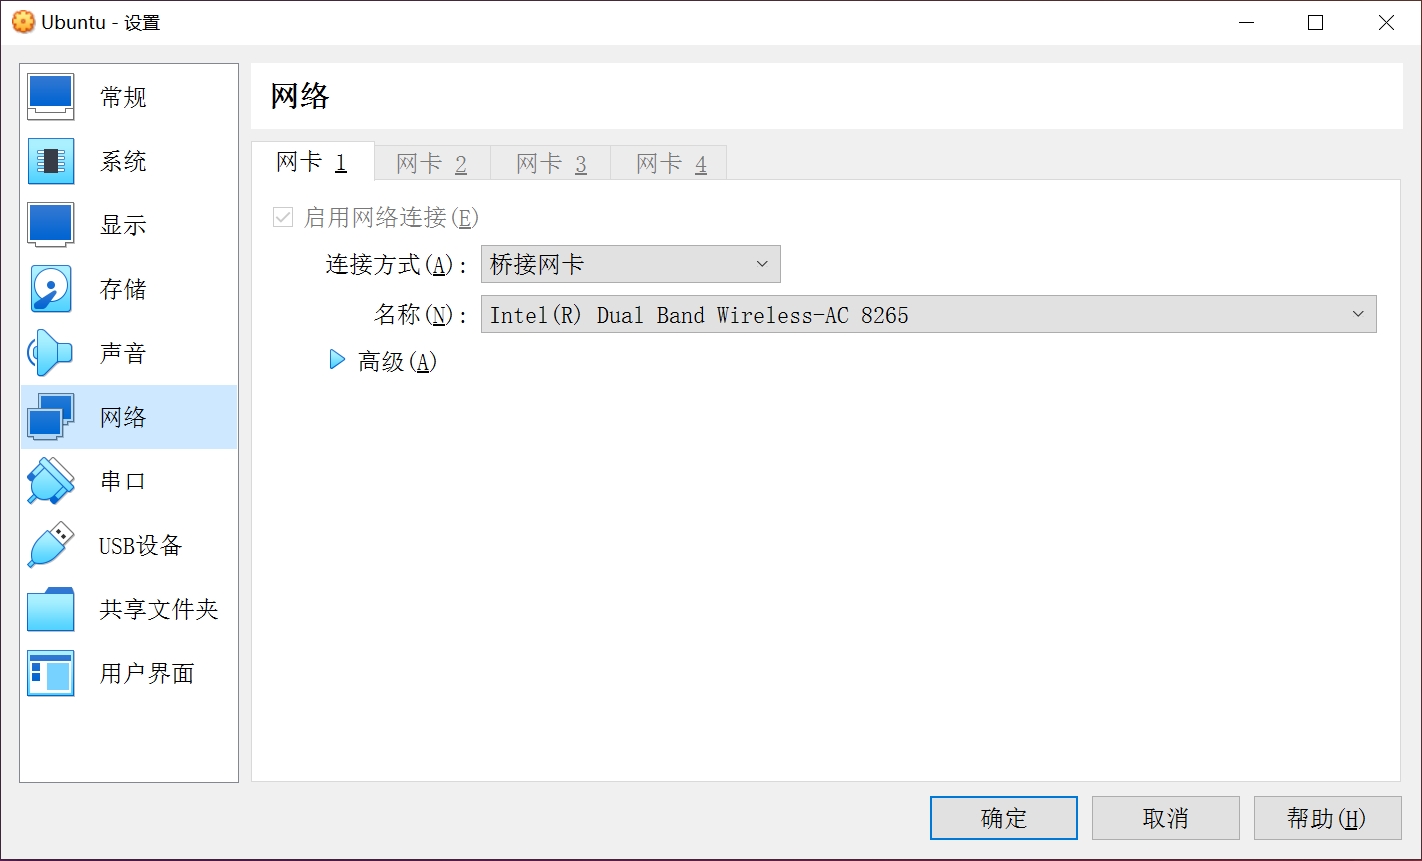 Ubuntu - 设置
常规
系统
显示
存储
声音
网络
串口
USB设备
共享文件夹
用户界面
网络
网卡 1 网卡 2 网卡 3 网卡 4
启用网络连接(E)
连接方式(A): 桥接网卡
名称(N): Intel(R) Dual Band Wireless-AC 8265
高级(A)
确定 取消 帮助(H)